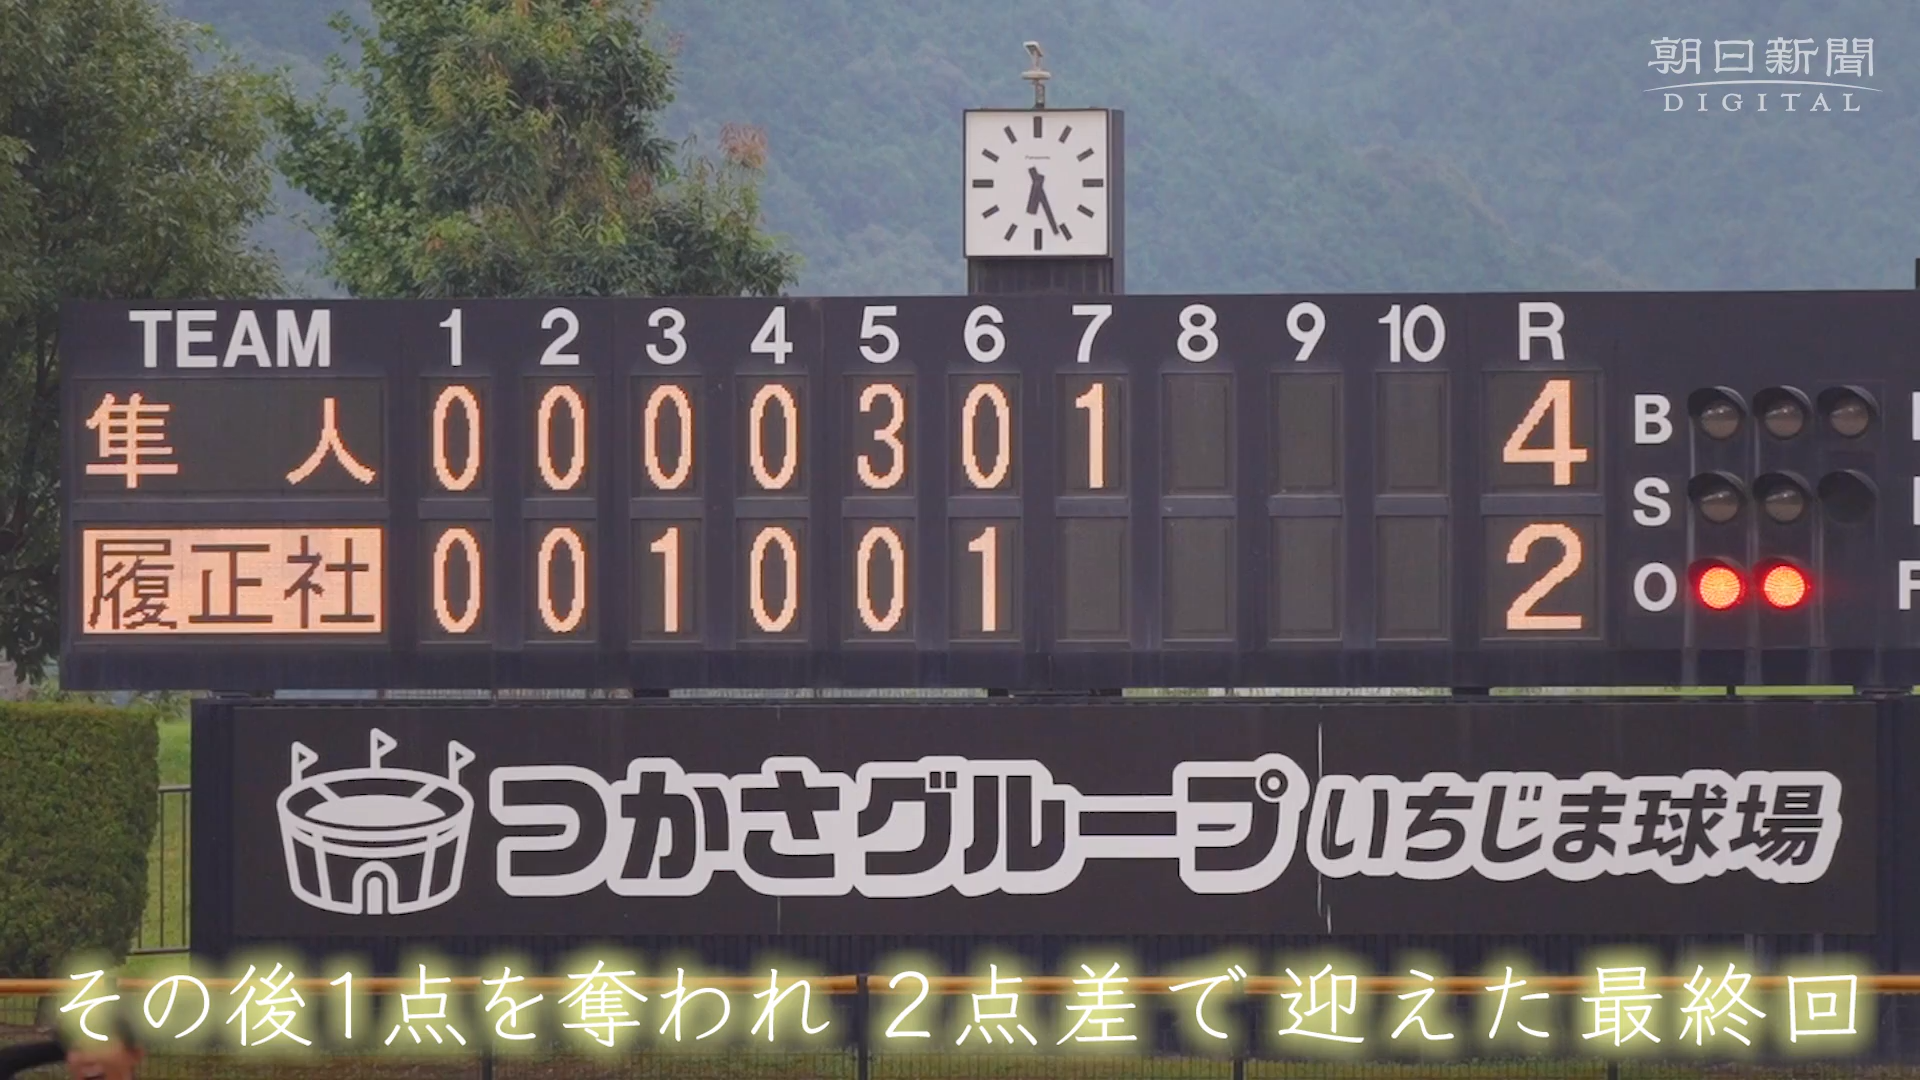 朝日新聞
DIGITAL
Panasonic
TEAM 1 2 3 4 5 6 7 8 9 10 R
隼人 0 0 0 0 3 0 1 4
履正社 0 0 1 0 0 1 2
B
S
O
つかさグループいちじま球場
その後1点を奪われ 2点差で迎えた最終回